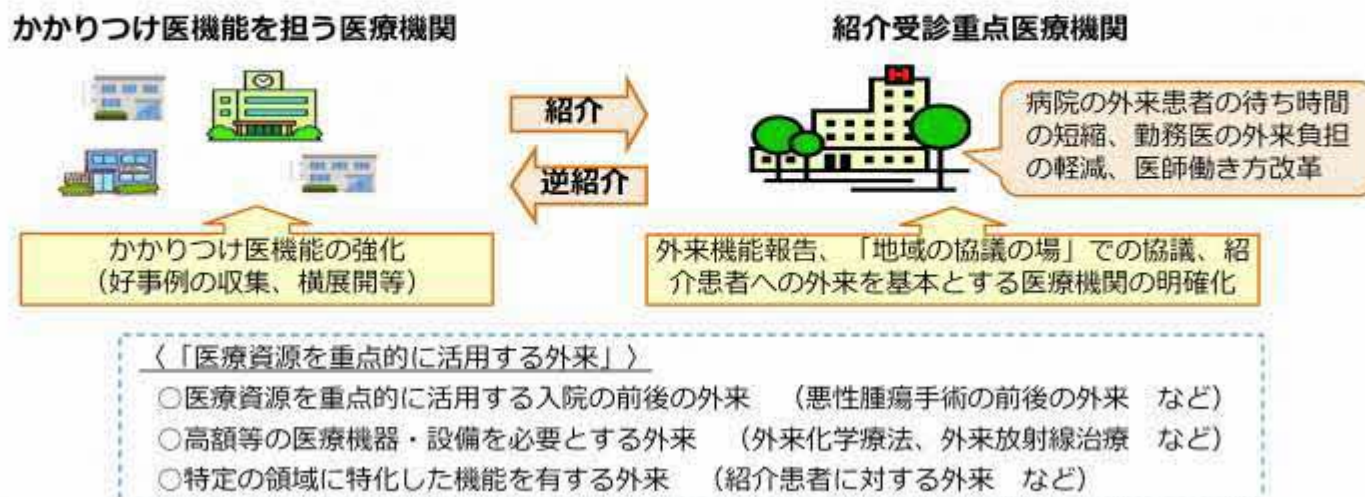 かかりつけ医機能を担う医療機関
紹介受診重点医療機関
紹介
逆紹介
病院の外来患者の待ち時間
の短縮、勤務医の外来負担
の軽減、医師働き方改革
かかりつけ医機能の強化
（好事例の収集、横展開等）
外来機能報告、「地域の協議の場」での協議、紹
介患者への外来を基本とする医療機関の明確化
〈「医療資源を重点的に活用する外来」〉
○医療資源を重点的に活用する入院の前後の外来　（悪性腫瘍手術の前後の外来　など）
○高額等の医療機器・設備を必要とする外来　（外来化学療法、外来放射線治療　など）
○特定の領域に特化した機能を有する外来　（紹介患者に対する外来　など）